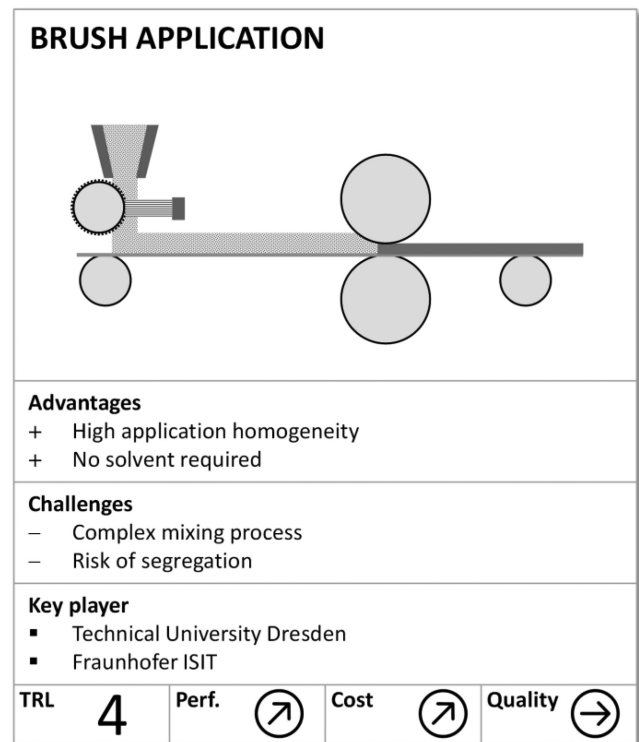 BRUSH APPLICATION
Advantages
+ High application homogeneity
+ No solvent required
Challenges
– Complex mixing process
– Risk of segregation
Key player
▪ Technical University Dresden
▪ Fraunhofer ISIT
TRL 4 Perf. Cost Quality